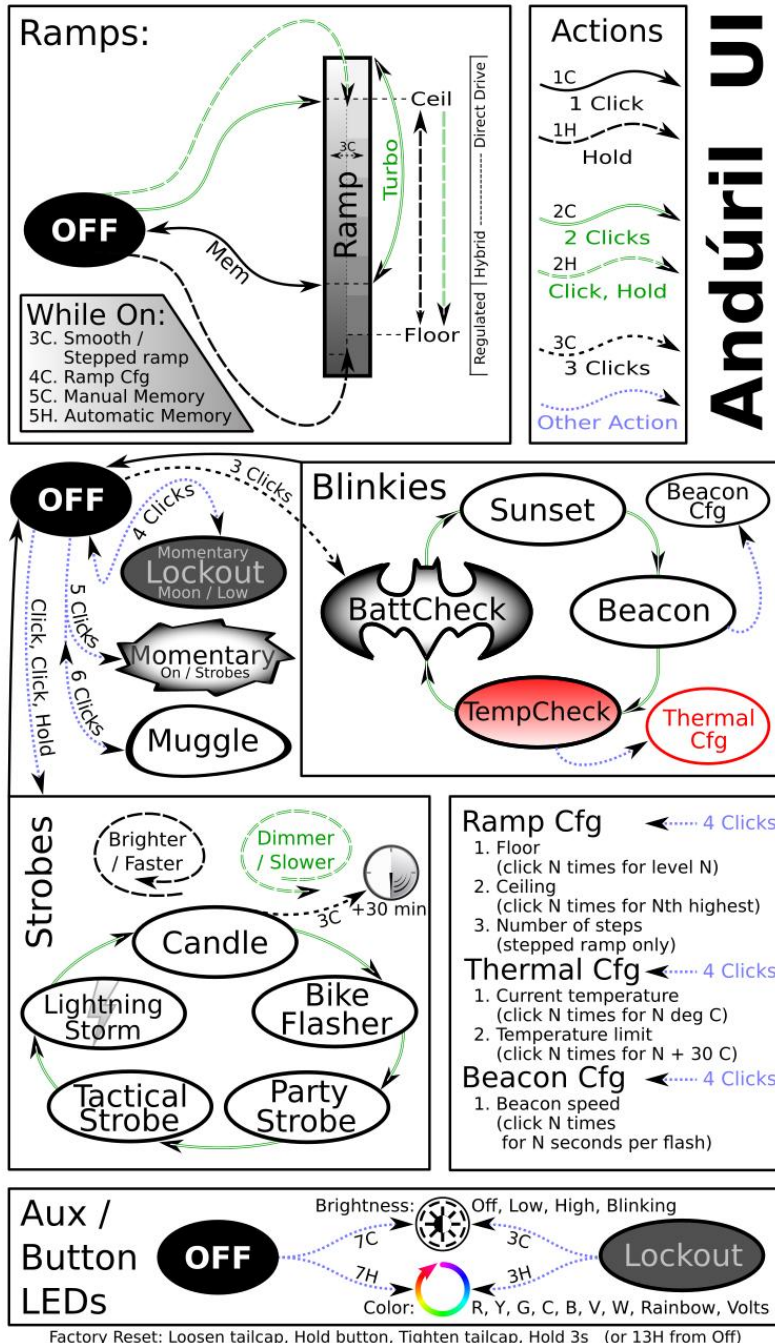 Ramps:
Ceil
3C
Ramp
Turbo
Direct Drive
Hybrid
Regulated
OFF
Mem
Floor
While On:
3C. Smooth /
Stepped ramp
4C. Ramp Cfg
5C. Manual Memory
5H. Automatic Memory
Actions
1C
1 Click
1H
Hold
2C
2 Clicks
2H
Click, Hold
3C
3 Clicks
Other Action
Andúril UI
OFF
3 Clicks
4 Clicks
Momentary
Lockout
Moon / Low
5 Clicks
Momentary
On / Strobes
6 Clicks
Muggle
Click, Click, Hold
Blinkies
Sunset
Beacon
Cfg
BattCheck
Beacon
TempCheck
Thermal
Cfg
Strobes
Brighter
/ Faster
Dimmer
/ Slower
3C
+30 min
Candle
Lightning
Storm
Bike
Flasher
Tactical
Strobe
Party
Strobe
Ramp Cfg 4 Clicks
1. Floor
(click N times for level N)
2. Ceiling
(click N times for Nth highest)
3. Number of steps
(stepped ramp only)
Thermal Cfg 4 Clicks
1. Current temperature
(click N times for N deg C)
2. Temperature limit
(click N times for N + 30 C)
Beacon Cfg 4 Clicks
1. Beacon speed
(click N times
for N seconds per flash)
Aux /
Button
LEDs
OFF
Brightness: Off, Low, High, Blinking
7C
3C
7H
3H
Lockout
Color: R, Y, G, C, B, V, W, Rainbow, Volts
Factory Reset: Loosen tailcap, Hold button, Tighten tailcap, Hold 3s (or 13H from Off)